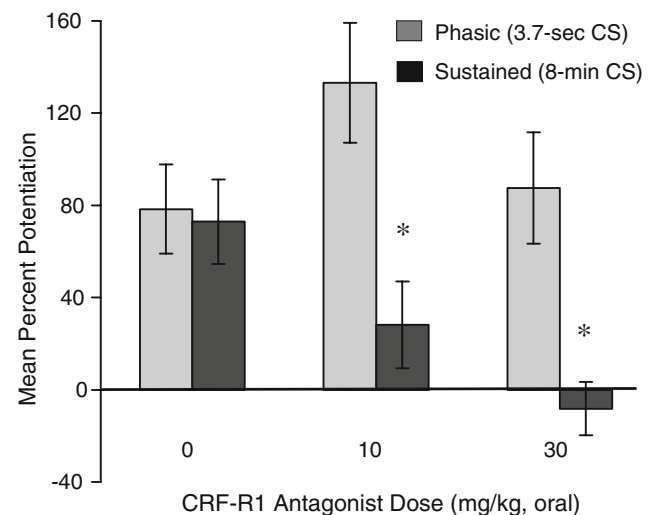 160
120
80
40
0
-40
Mean Percent Potentiation
Phasic (3.7-sec CS)
Sustained (8-min CS)
*
*
0 10 30
CRF-R1 Antagonist Dose (mg/kg, oral)